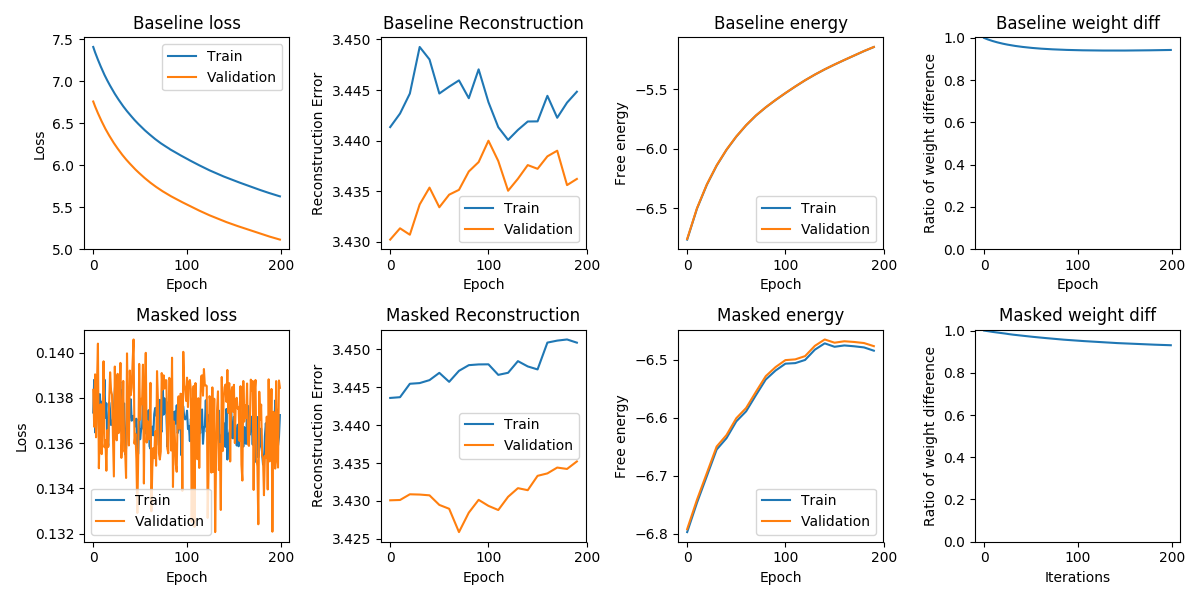 Baseline loss
7.5
7.0
6.5
6.0
5.5
5.0
Loss
Train
Validation
0
100
200
Epoch
Baseline Reconstruction
3.450
3.445
3.440
3.435
3.430
Reconstruction Error
Train
Validation
0
100
200
Epoch
Baseline energy
−5.5
−6.0
−6.5
Free energy
Train
Validation
0
100
200
Epoch
Baseline weight diff
1.0
0.8
0.6
0.4
0.2
0.0
Ratio of weight difference
0
100
200
Epoch
Masked loss
0.140
0.138
0.136
0.134
0.132
Loss
Train
Validation
0
100
200
Epoch
Masked Reconstruction
3.450
3.445
3.440
3.435
3.430
3.425
Reconstruction Error
Train
Validation
0
100
200
Epoch
Masked energy
−6.5
−6.6
−6.7
−6.8
Free energy
Train
Validation
0
100
200
Epoch
Masked weight diff
1.0
0.8
0.6
0.4
0.2
0.0
Ratio of weight difference
0
100
200
Iterations